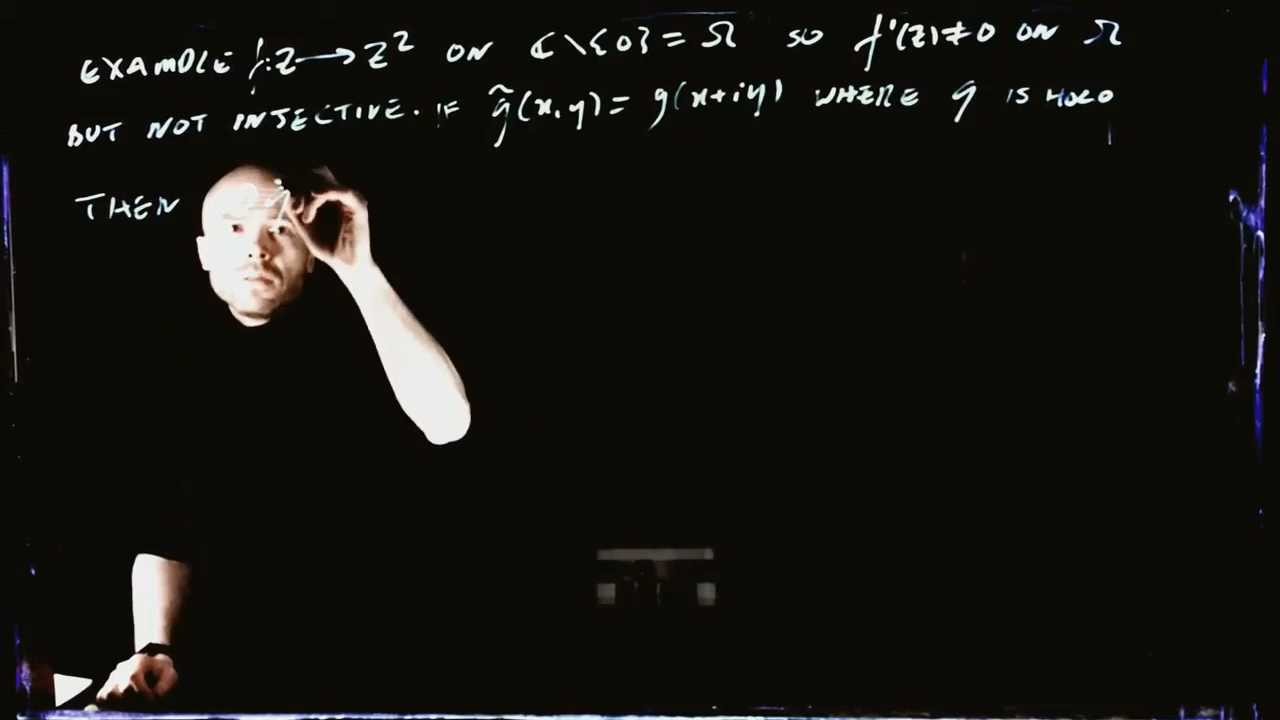 EXAMPLE f: z → z² ON ℂ\{0} = Ω SO f'(z) ≠ 0 ON Ω
BUT NOT INJECTIVE. IF g̃(x,y) = g(x+iy) WHERE g IS HOLO
THEN